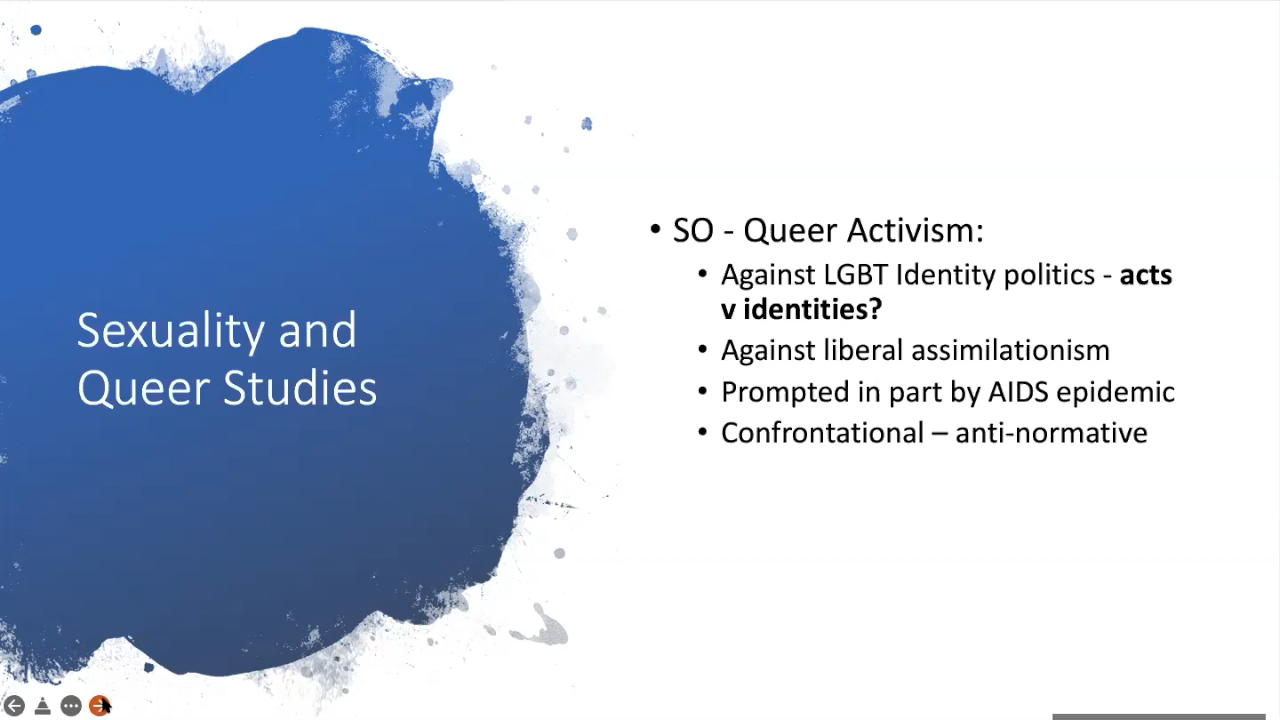 Sexuality and
Queer Studies
• SO - Queer Activism:
• Against LGBT Identity politics - acts
v identities?
• Against liberal assimilationism
• Prompted in part by AIDS epidemic
• Confrontational – anti-normative